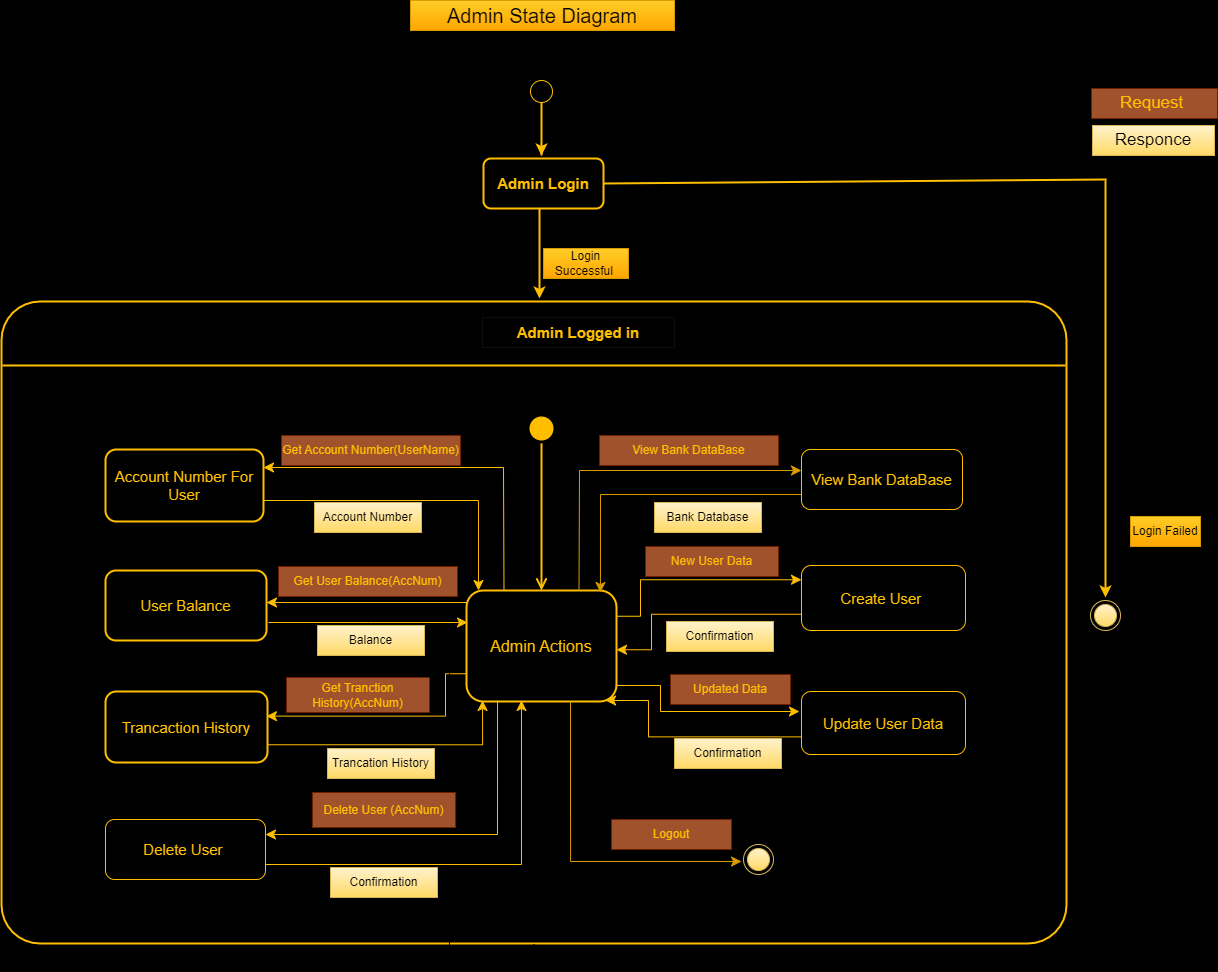 Admin State Diagram
Request
Responce
Admin Login
Login
Successful
Admin Logged in
Get Account Number(UserName)
View Bank DataBase
Account Number For
User
View Bank DataBase
Account Number
Bank Database
Login Failed
New User Data
Get User Balance(AccNum)
User Balance
Create User
Balance
Confirmation
Admin Actions
Get Tranction
History(AccNum)
Updated Data
Trancaction History
Update User Data
Trancation History
Confirmation
Delete User (AccNum)
Logout
Delete User
Confirmation